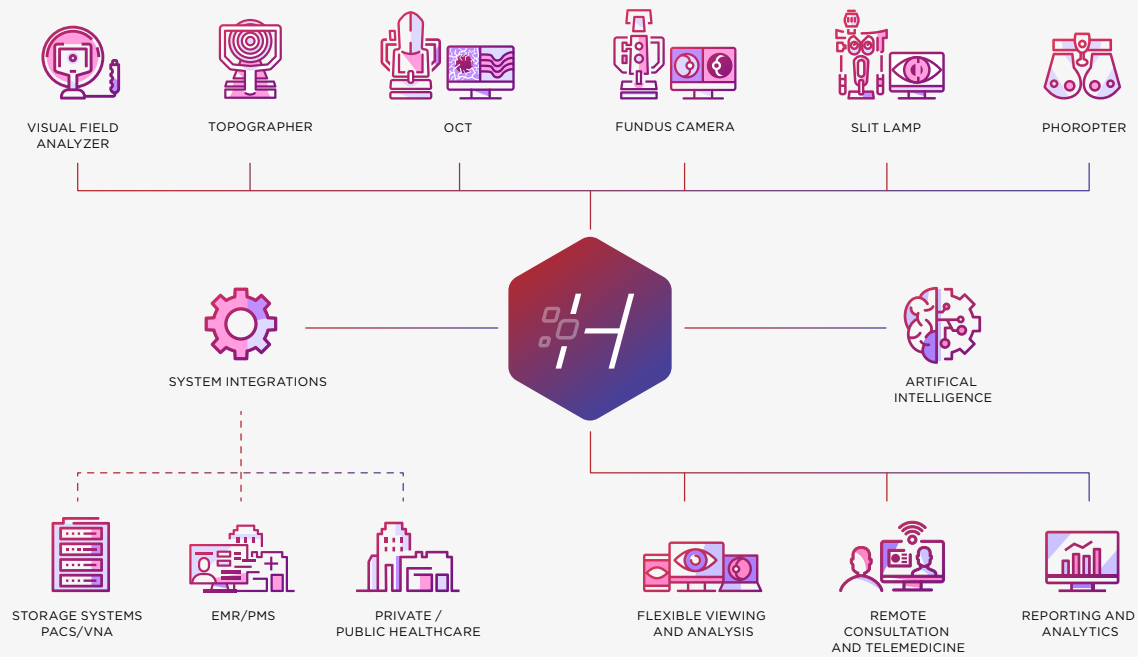 VISUAL FIELD
ANALYZER
TOPOGRAPHER
OCT
FUNDUS CAMERA
SLIT LAMP
PHOROPTER
H
SYSTEM INTEGRATIONS
ARTIFICAL
INTELLIGENCE
STORAGE SYSTEMS
PACS/VNA
EMR/PMS
PRIVATE /
PUBLIC HEALTHCARE
FLEXIBLE VIEWING
AND ANALYSIS
REMOTE
CONSULTATION
AND TELEMEDICINE
REPORTING AND
ANALYTICS